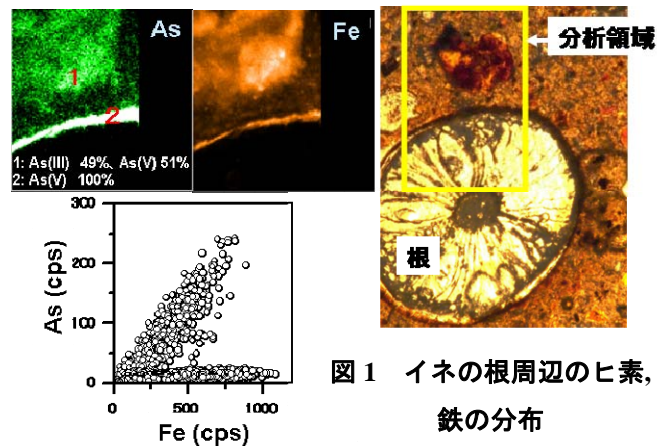 As
Fe
1
2
1: As(III) 49%、As(V) 51%
2: As(V) 100%
分析領域
根
300
200
100
0
As (cps)
0
500
1000
Fe (cps)
図 1 イネの根周辺のヒ素,
鉄の分布